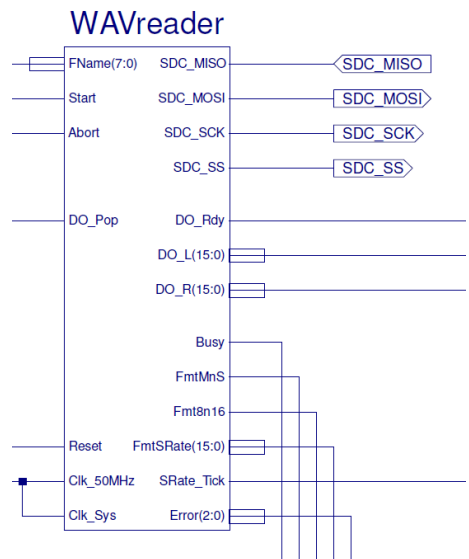 WAVreader
FName(7:0) SDC_MISO SDC_MISO
Start SDC_MOSI SDC_MOSI
Abort SDC_SCK SDC_SCK
SDC_SS SDC_SS
DO_Pop DO_Rdy
DO_L(15:0)
DO_R(15:0)
Busy
FmtMnS
Fmt8n16
Reset FmtSRate(15:0)
Clk_50MHz SRate_Tick
Clk_Sys Error(2:0)